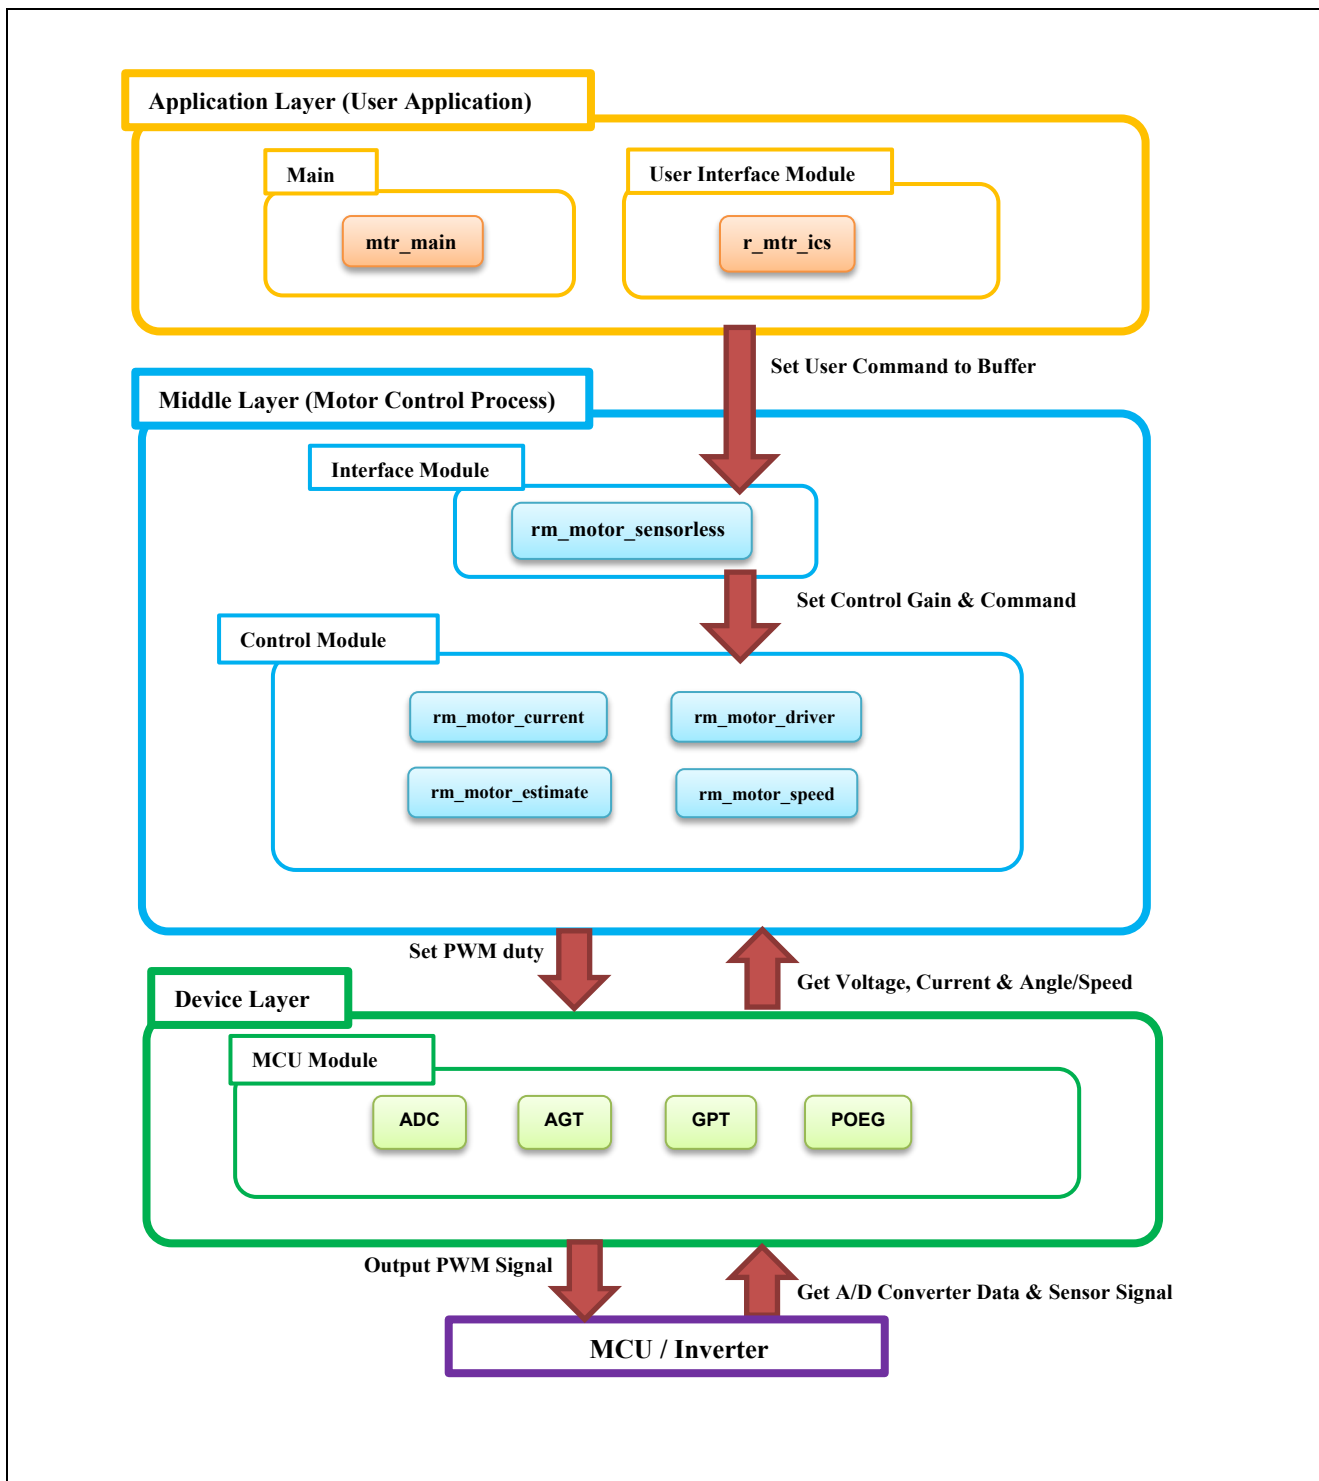 Application Layer (User Application)
Main
User Interface Module
mtr_main
r_mtr_ics
Set User Command to Buffer
Middle Layer (Motor Control Process)
Interface Module
rm_motor_sensorless
Set Control Gain & Command
Control Module
rm_motor_current
rm_motor_driver
rm_motor_estimate
rm_motor_speed
Set PWM duty
Get Voltage, Current & Angle/Speed
Device Layer
MCU Module
ADC
AGT
GPT
POEG
Output PWM Signal
Get A/D Converter Data & Sensor Signal
MCU / Inverter